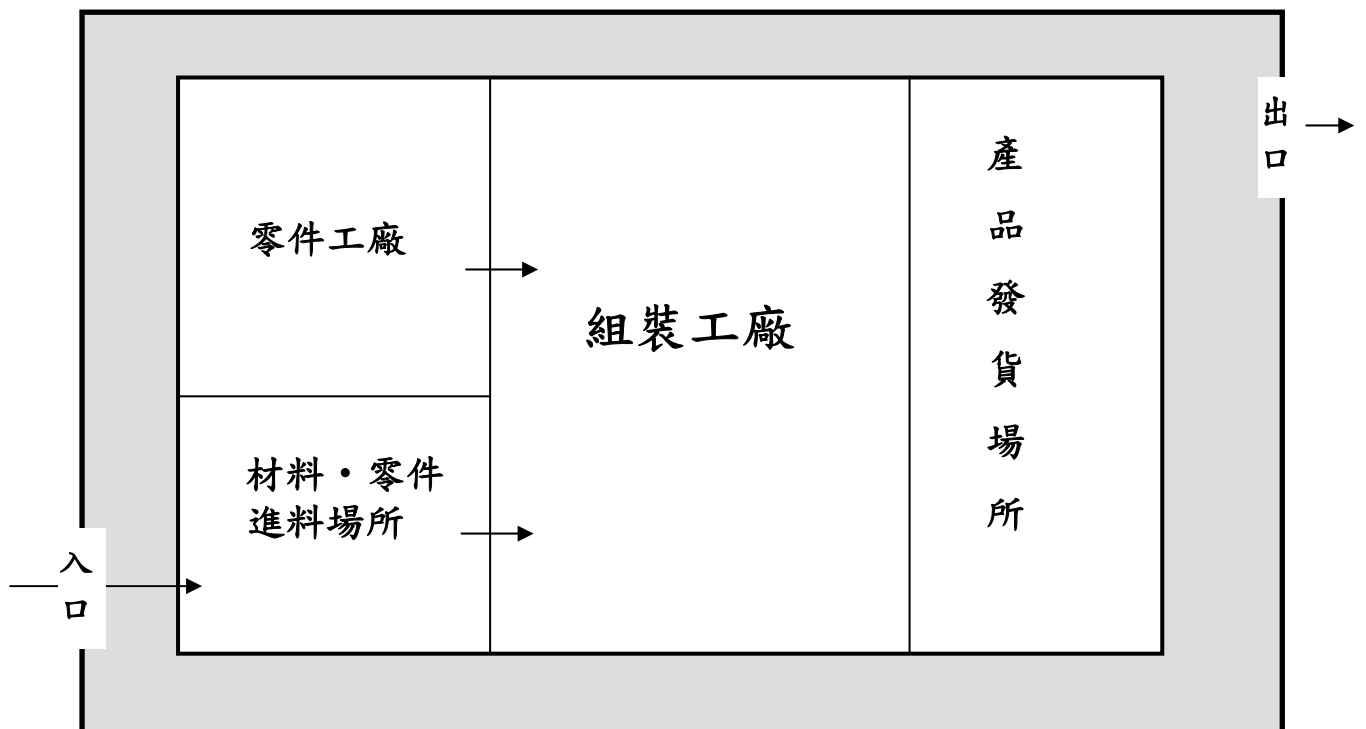 零件工廠
材料・零件
進料場所
組裝工廠
產品發貨場所
入口
出口